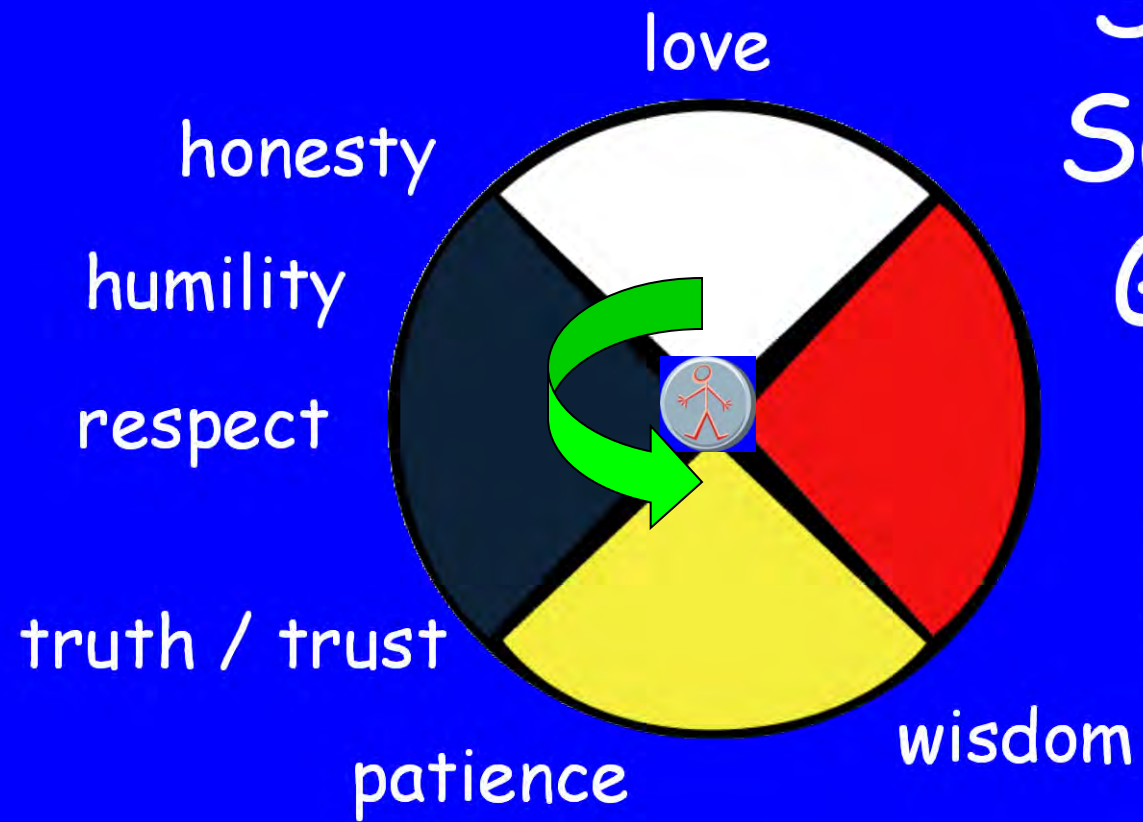 love
honesty
humility
respect
truth / trust
patience
wisdom